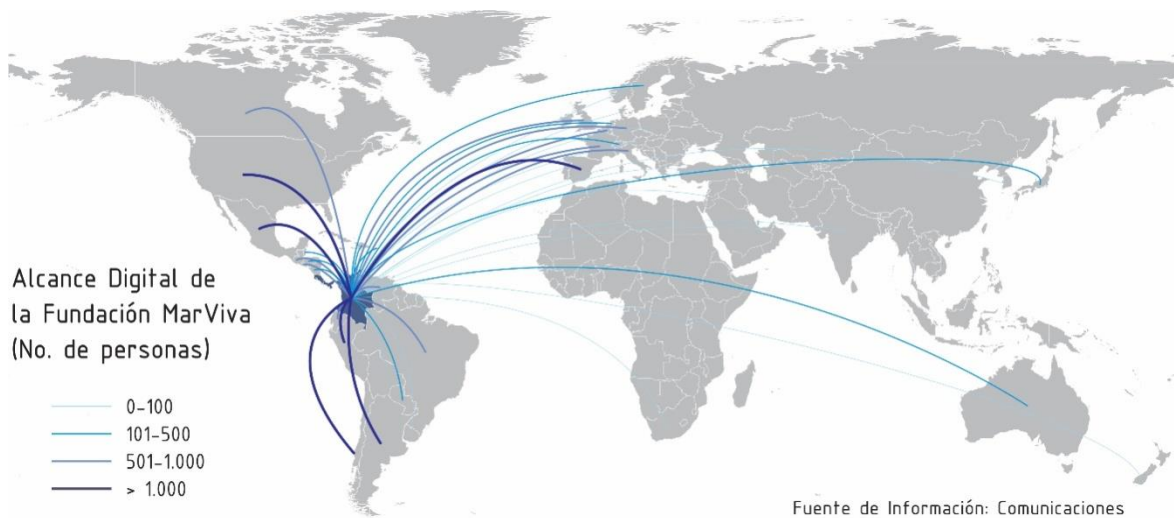 Alcance Digital de
la Fundación MarViva
(No. de personas)
0-100
101-500
501-1.000
> 1.000
Fuente de Información: Comunicaciones